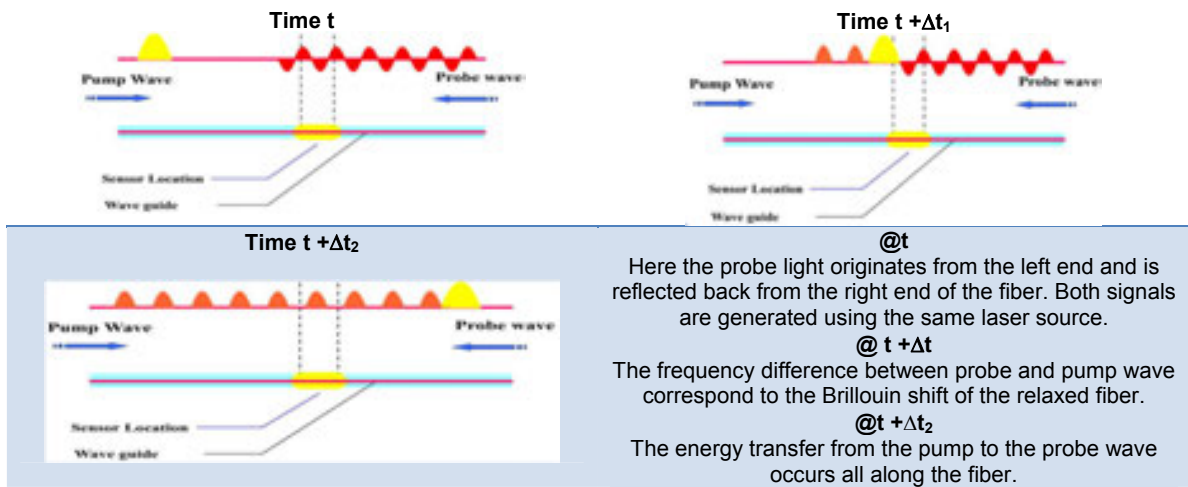 Time t
Pump Wave
Probe wave
Sensor Location
Wave guide
Time t +Δt₁
Pump Wave
Probe wave
Sensor Location
Wave guide
Time t +Δt₂
Pump Wave
Probe wave
Sensor Location
Wave guide
@t
Here the probe light originates from the left end and is
reflected back from the right end of the fiber. Both signals
are generated using the same laser source.
@ t +Δt
The frequency difference between probe and pump wave
correspond to the Brillouin shift of the relaxed fiber.
@t +Δt₂
The energy transfer from the pump to the probe wave
occurs all along the fiber.